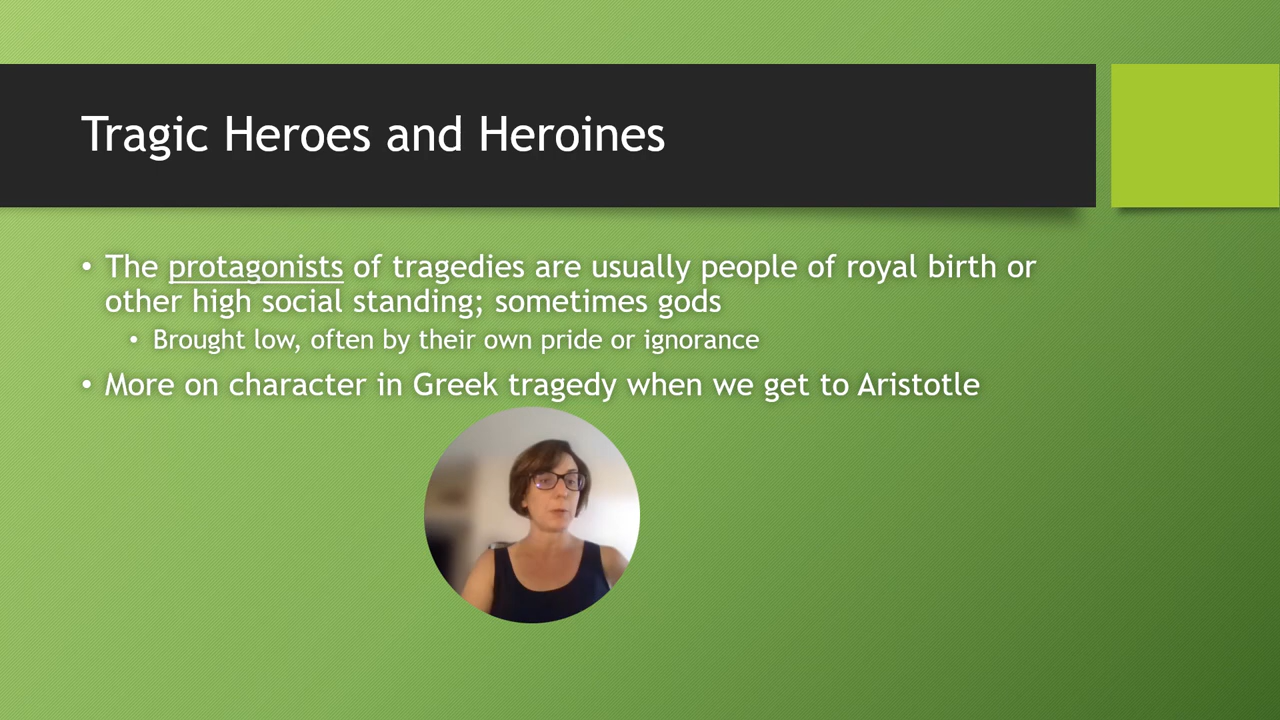 Tragic Heroes and Heroines
• The protagonists of tragedies are usually people of royal birth or
other high social standing; sometimes gods
• Brought low, often by their own pride or ignorance
• More on character in Greek tragedy when we get to Aristotle